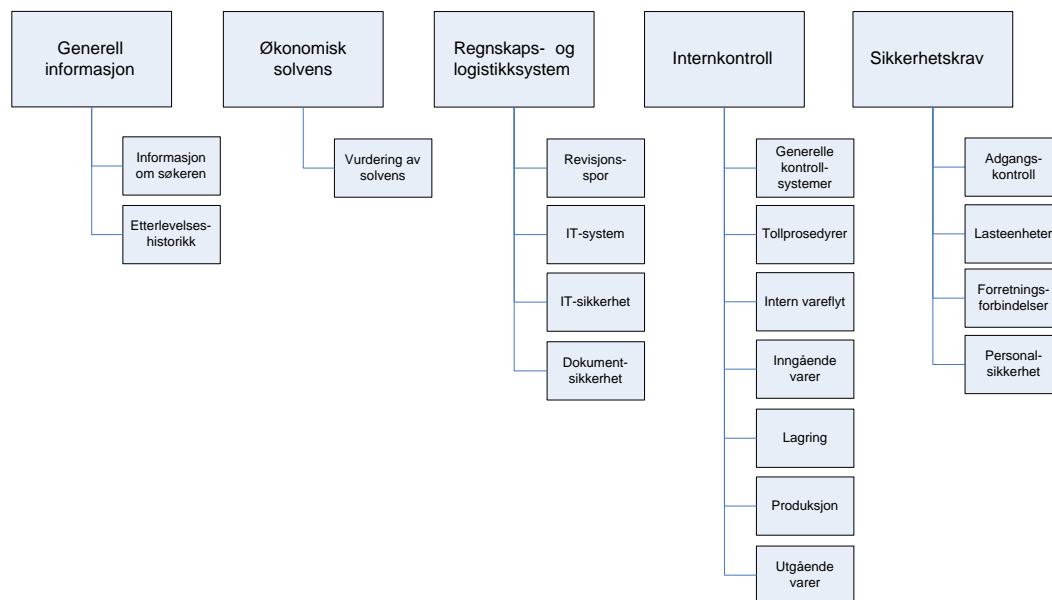 Generell
informasjon
Informasjon
om søkeren
Etterlevelses-
historikk
Økonomisk
solvens
Vurdering av
solvens
Regnskaps- og
logistikksystem
Revisjons-
spor
IT-system
IT-sikkerhet
Dokument-
sikkerhet
Internkontroll
Generelle
kontroll-
systemer
Tollprosedyrer
Intern vareflyt
Inngående
varer
Lagring
Produksjon
Utgående
varer
Sikkerhetskrav
Adgangs-
kontroll
Lasteenheter
Forretnings-
forbindelser
Personal-
sikkerhet